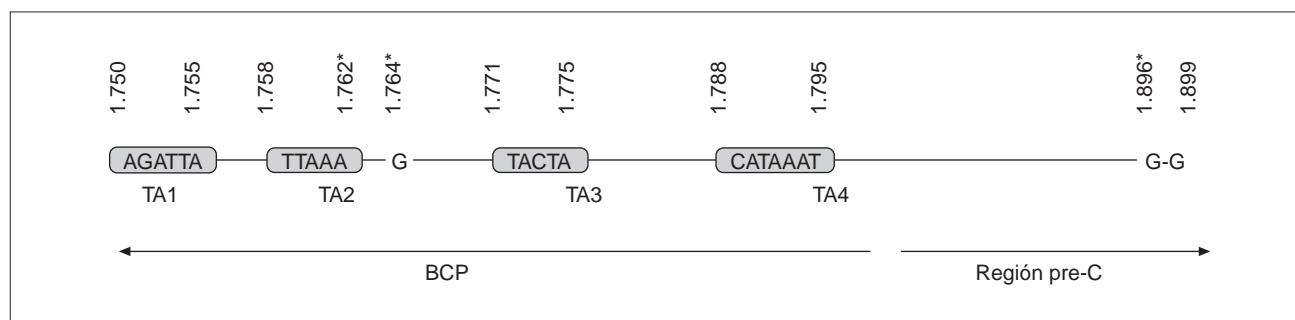 1.750 1.755 1.758 1.762* 1.764* 1.771 1.775 1.788 1.795 1.896* 1.899
AGATTA TTAAA G TACTA CATAAAT G-G
TA1 TA2 TA3 TA4
BCP Región pre-C